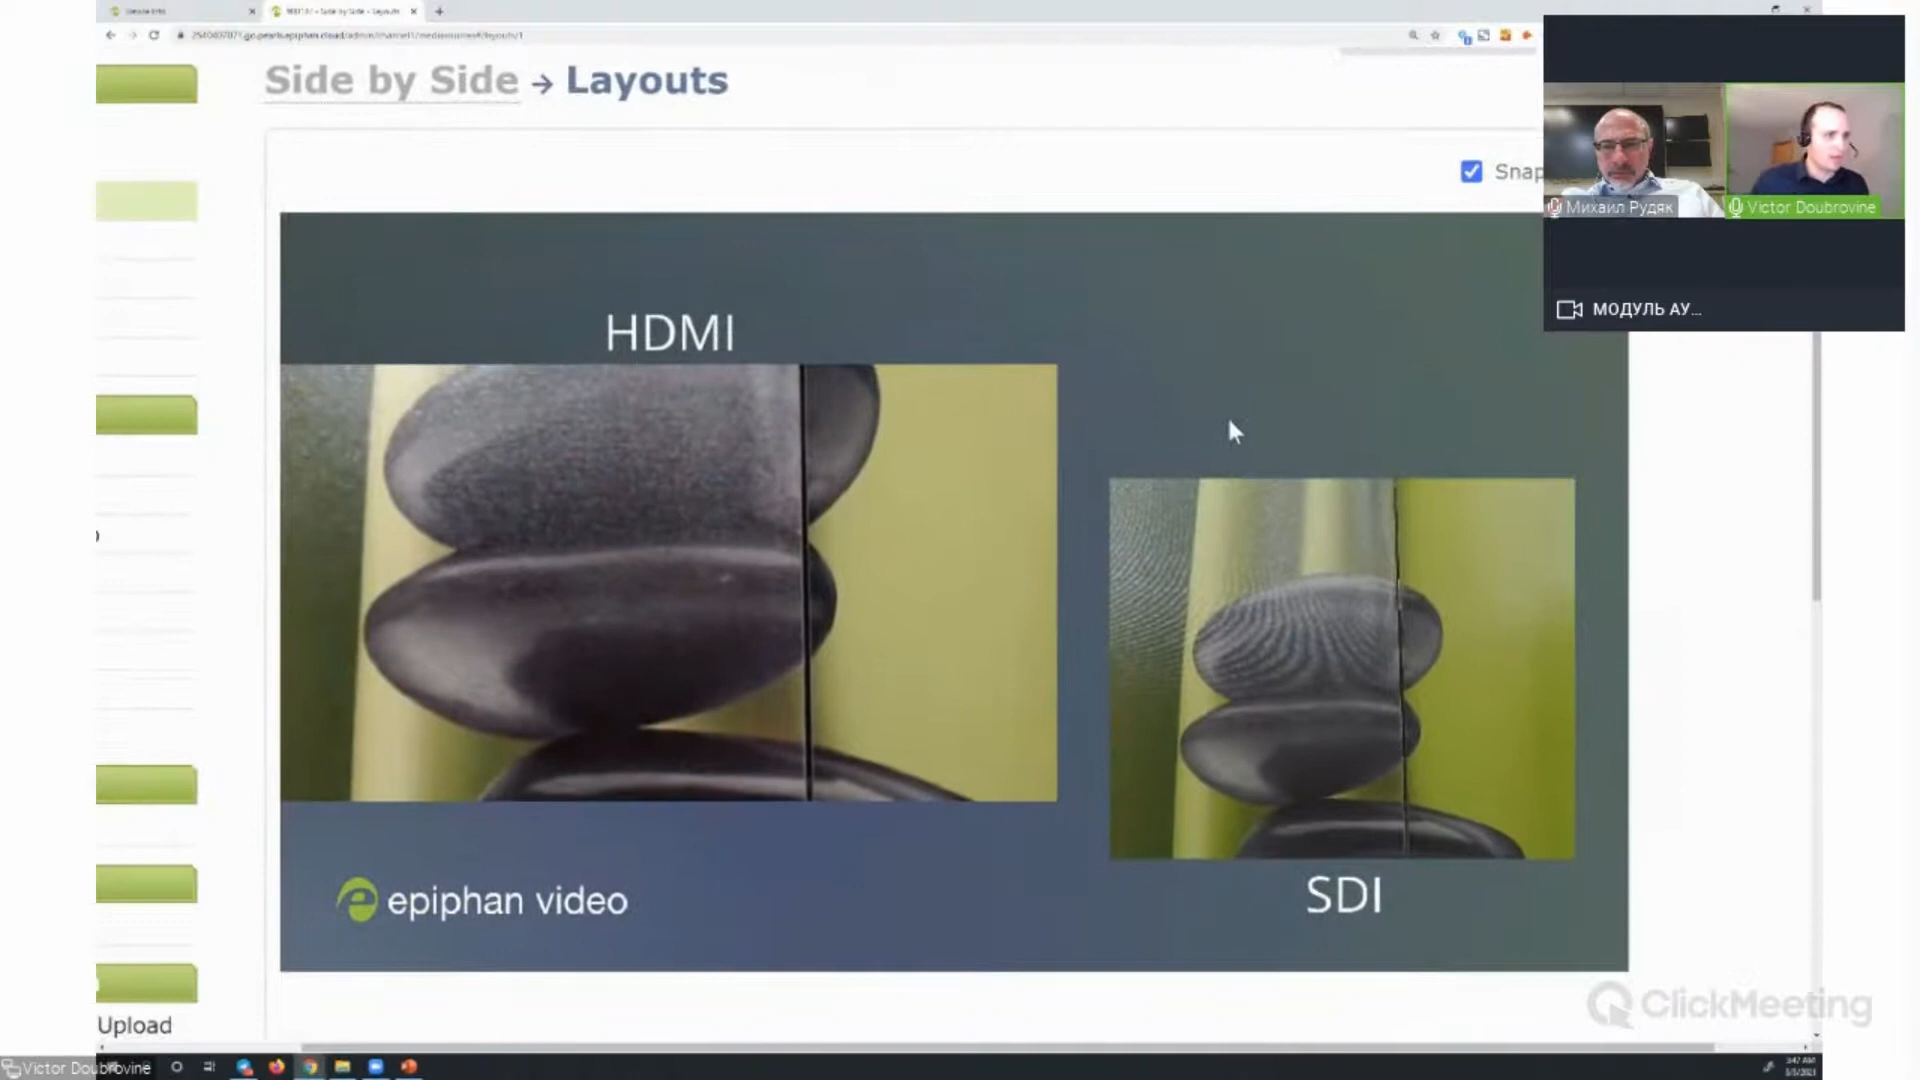 Side by Side → Layouts
Snap
HDMI
SDI
epiphan video
Upload
Михаил Рудяк
Victor Doubrovine
МОДУЛЬ АУ...
ClickMeeting
Victor Doubrovine